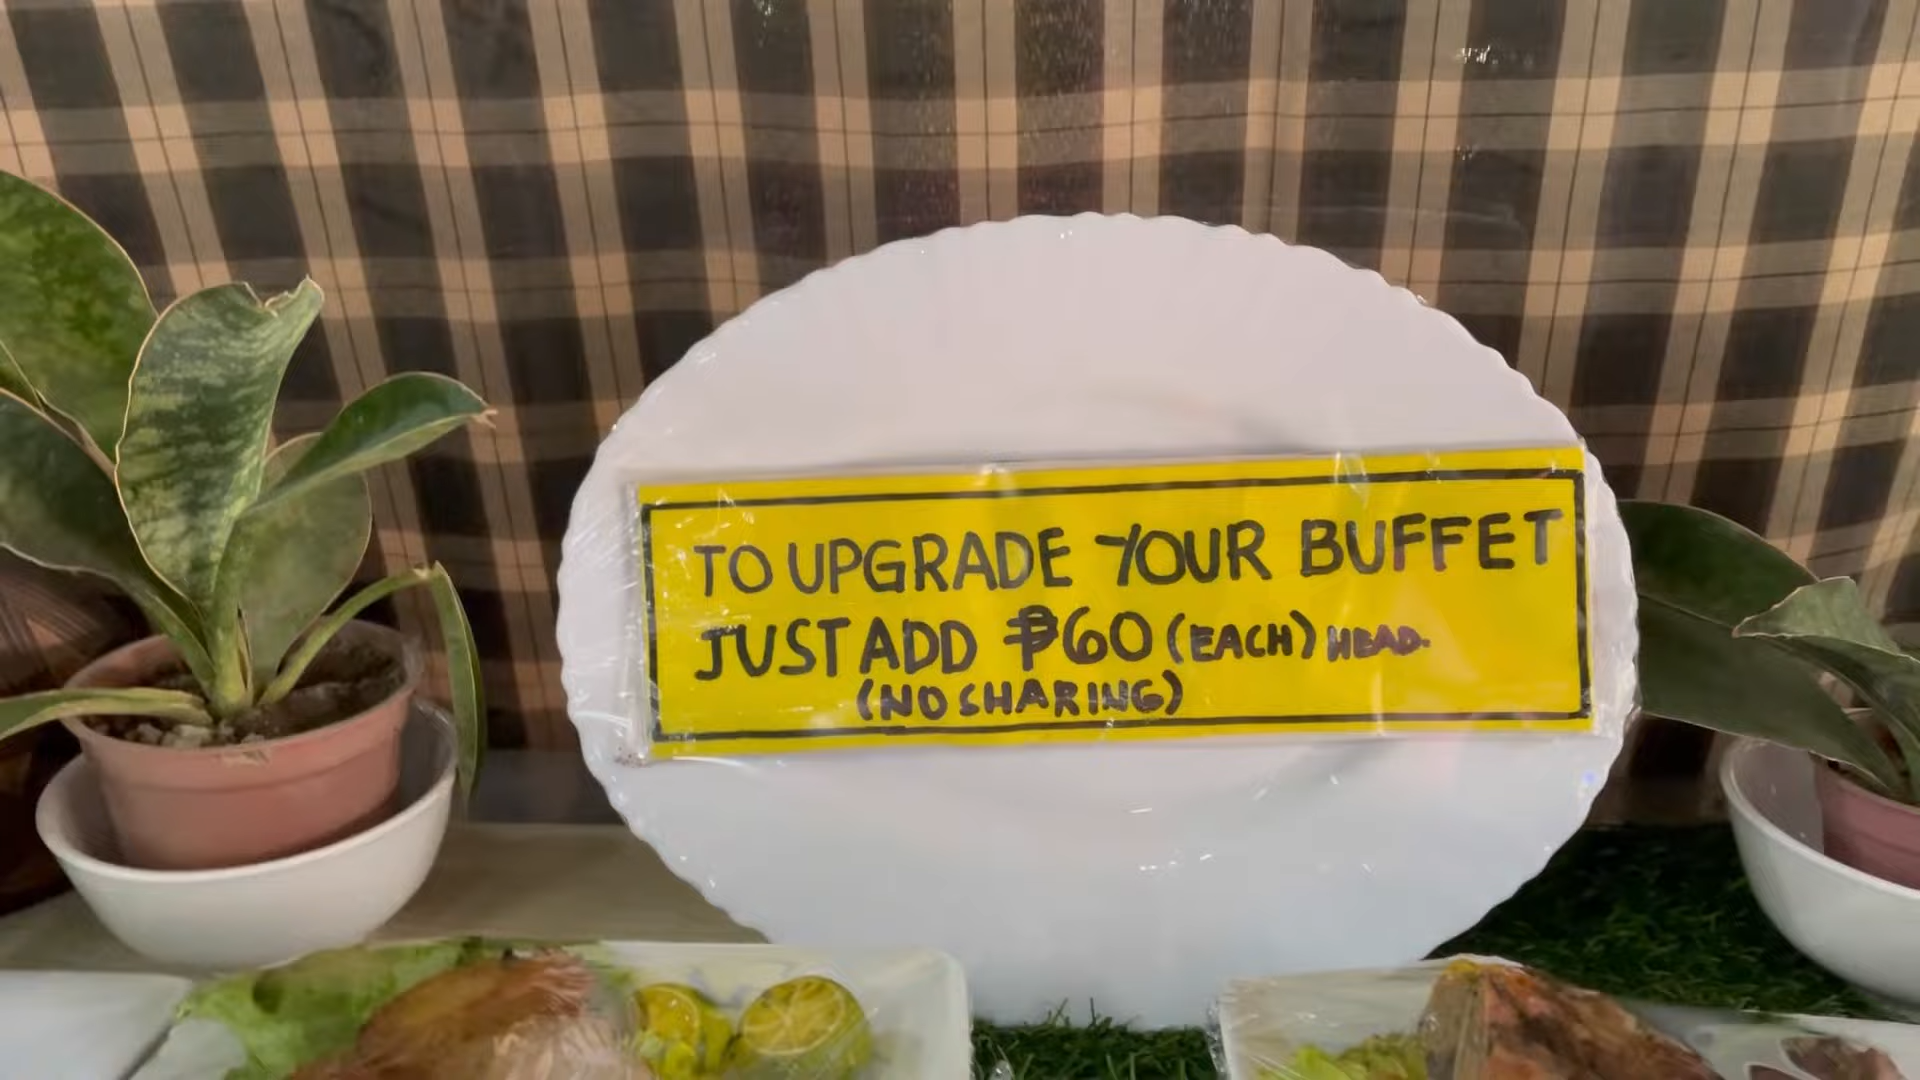 TO UPGRADE YOUR BUFFET
JUST ADD ₱60 (EACH) HEAD.
(NO SHARING)